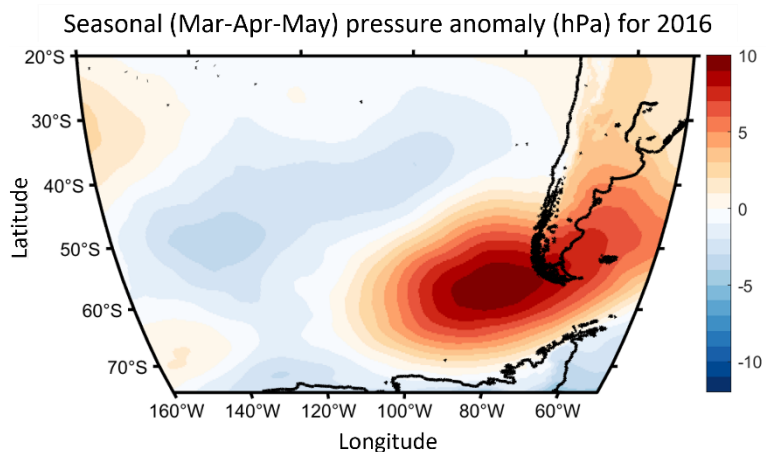 Seasonal (Mar-Apr-May) pressure anomaly (hPa) for 2016
20°S
30°S
40°S
50°S
60°S
70°S
Latitude
160°W 140°W 120°W 100°W 80°W 60°W
Longitude
10
5
0
-5
-10